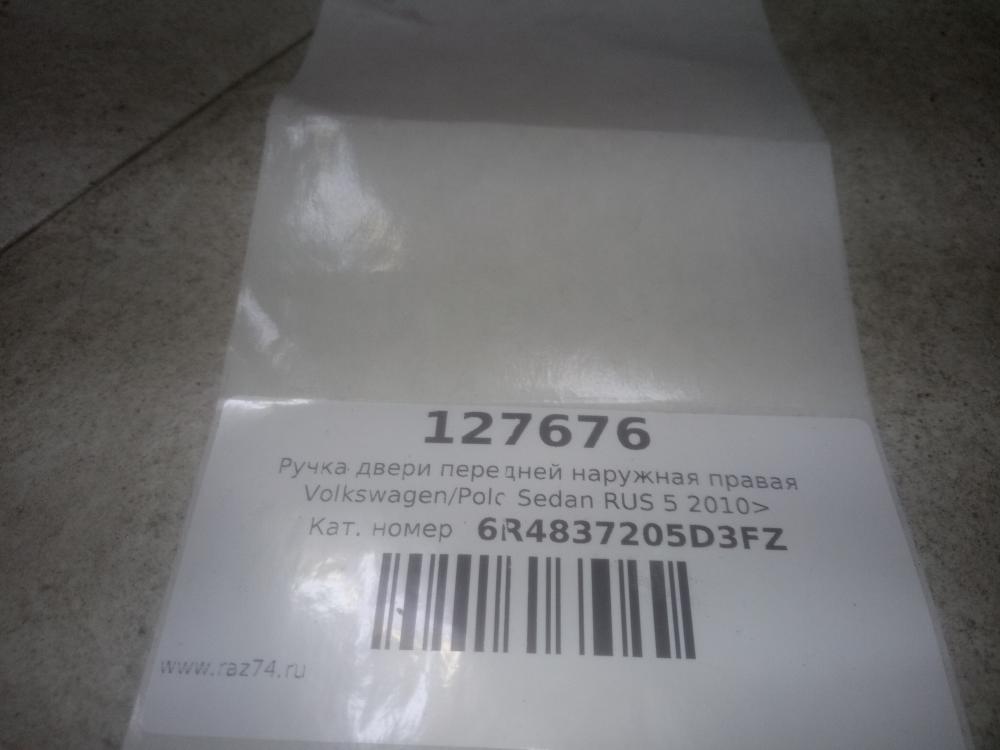 127676
Ручка двери передней наружная правая
Volkswagen/Polo Sedan RUS 5 2010>
Кат. номер 6R4837205D3FZ
www.raz74.ru